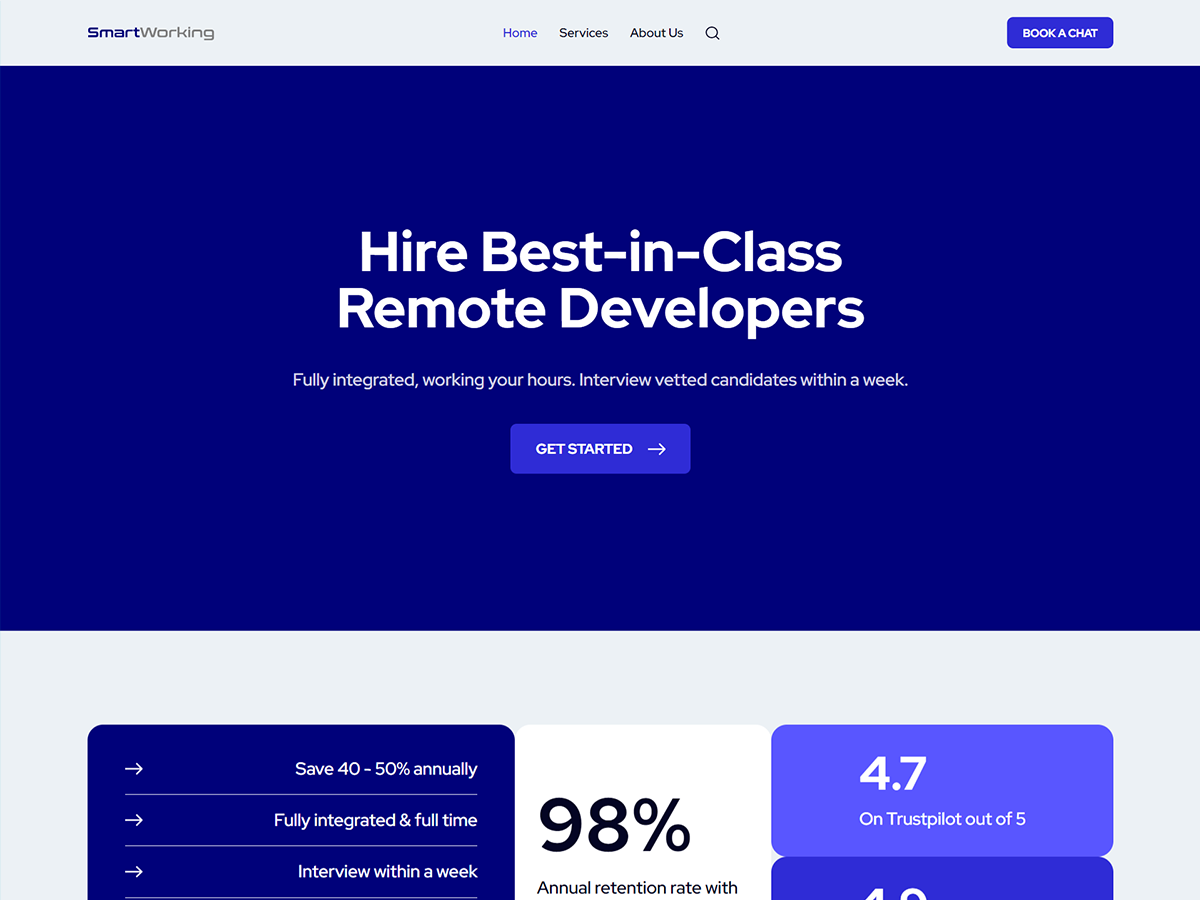 SmartWorking
Home
Services
About Us
BOOK A CHAT
Hire Best-in-Class
Remote Developers
Fully integrated, working your hours. Interview vetted candidates within a week.
GET STARTED
Save 40 - 50% annually
Fully integrated & full time
Interview within a week
98%
Annual retention rate with
4.7
On Trustpilot out of 5